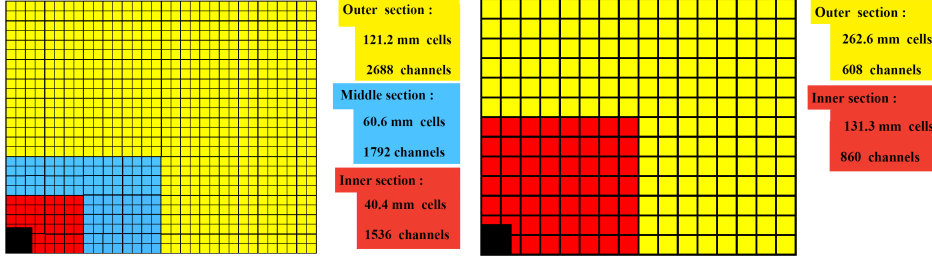 Outer section :
121.2 mm cells
2688 channels
Middle section :
60.6 mm cells
1792 channels
Inner section :
40.4 mm cells
1536 channels
Outer section :
262.6 mm cells
608 channels
Inner section :
131.3 mm cells
860 channels